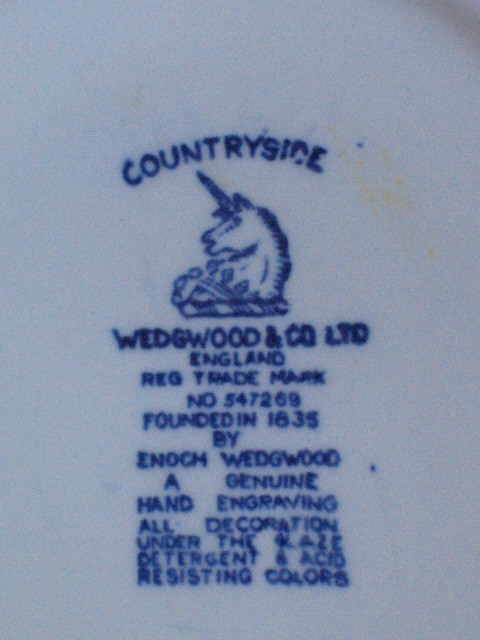 COUNTRYSIDE
WEDGWOOD & CO LTD
ENGLAND
REG TRADE MARK
NO 547269
FOUNDED IN 1835
BY
ENOCH WEDGWOOD
A GENUINE
HAND ENGRAVING
ALL DECORATION
UNDER THE GLAZE
DETERGENT & ACID
RESISTING COLORS